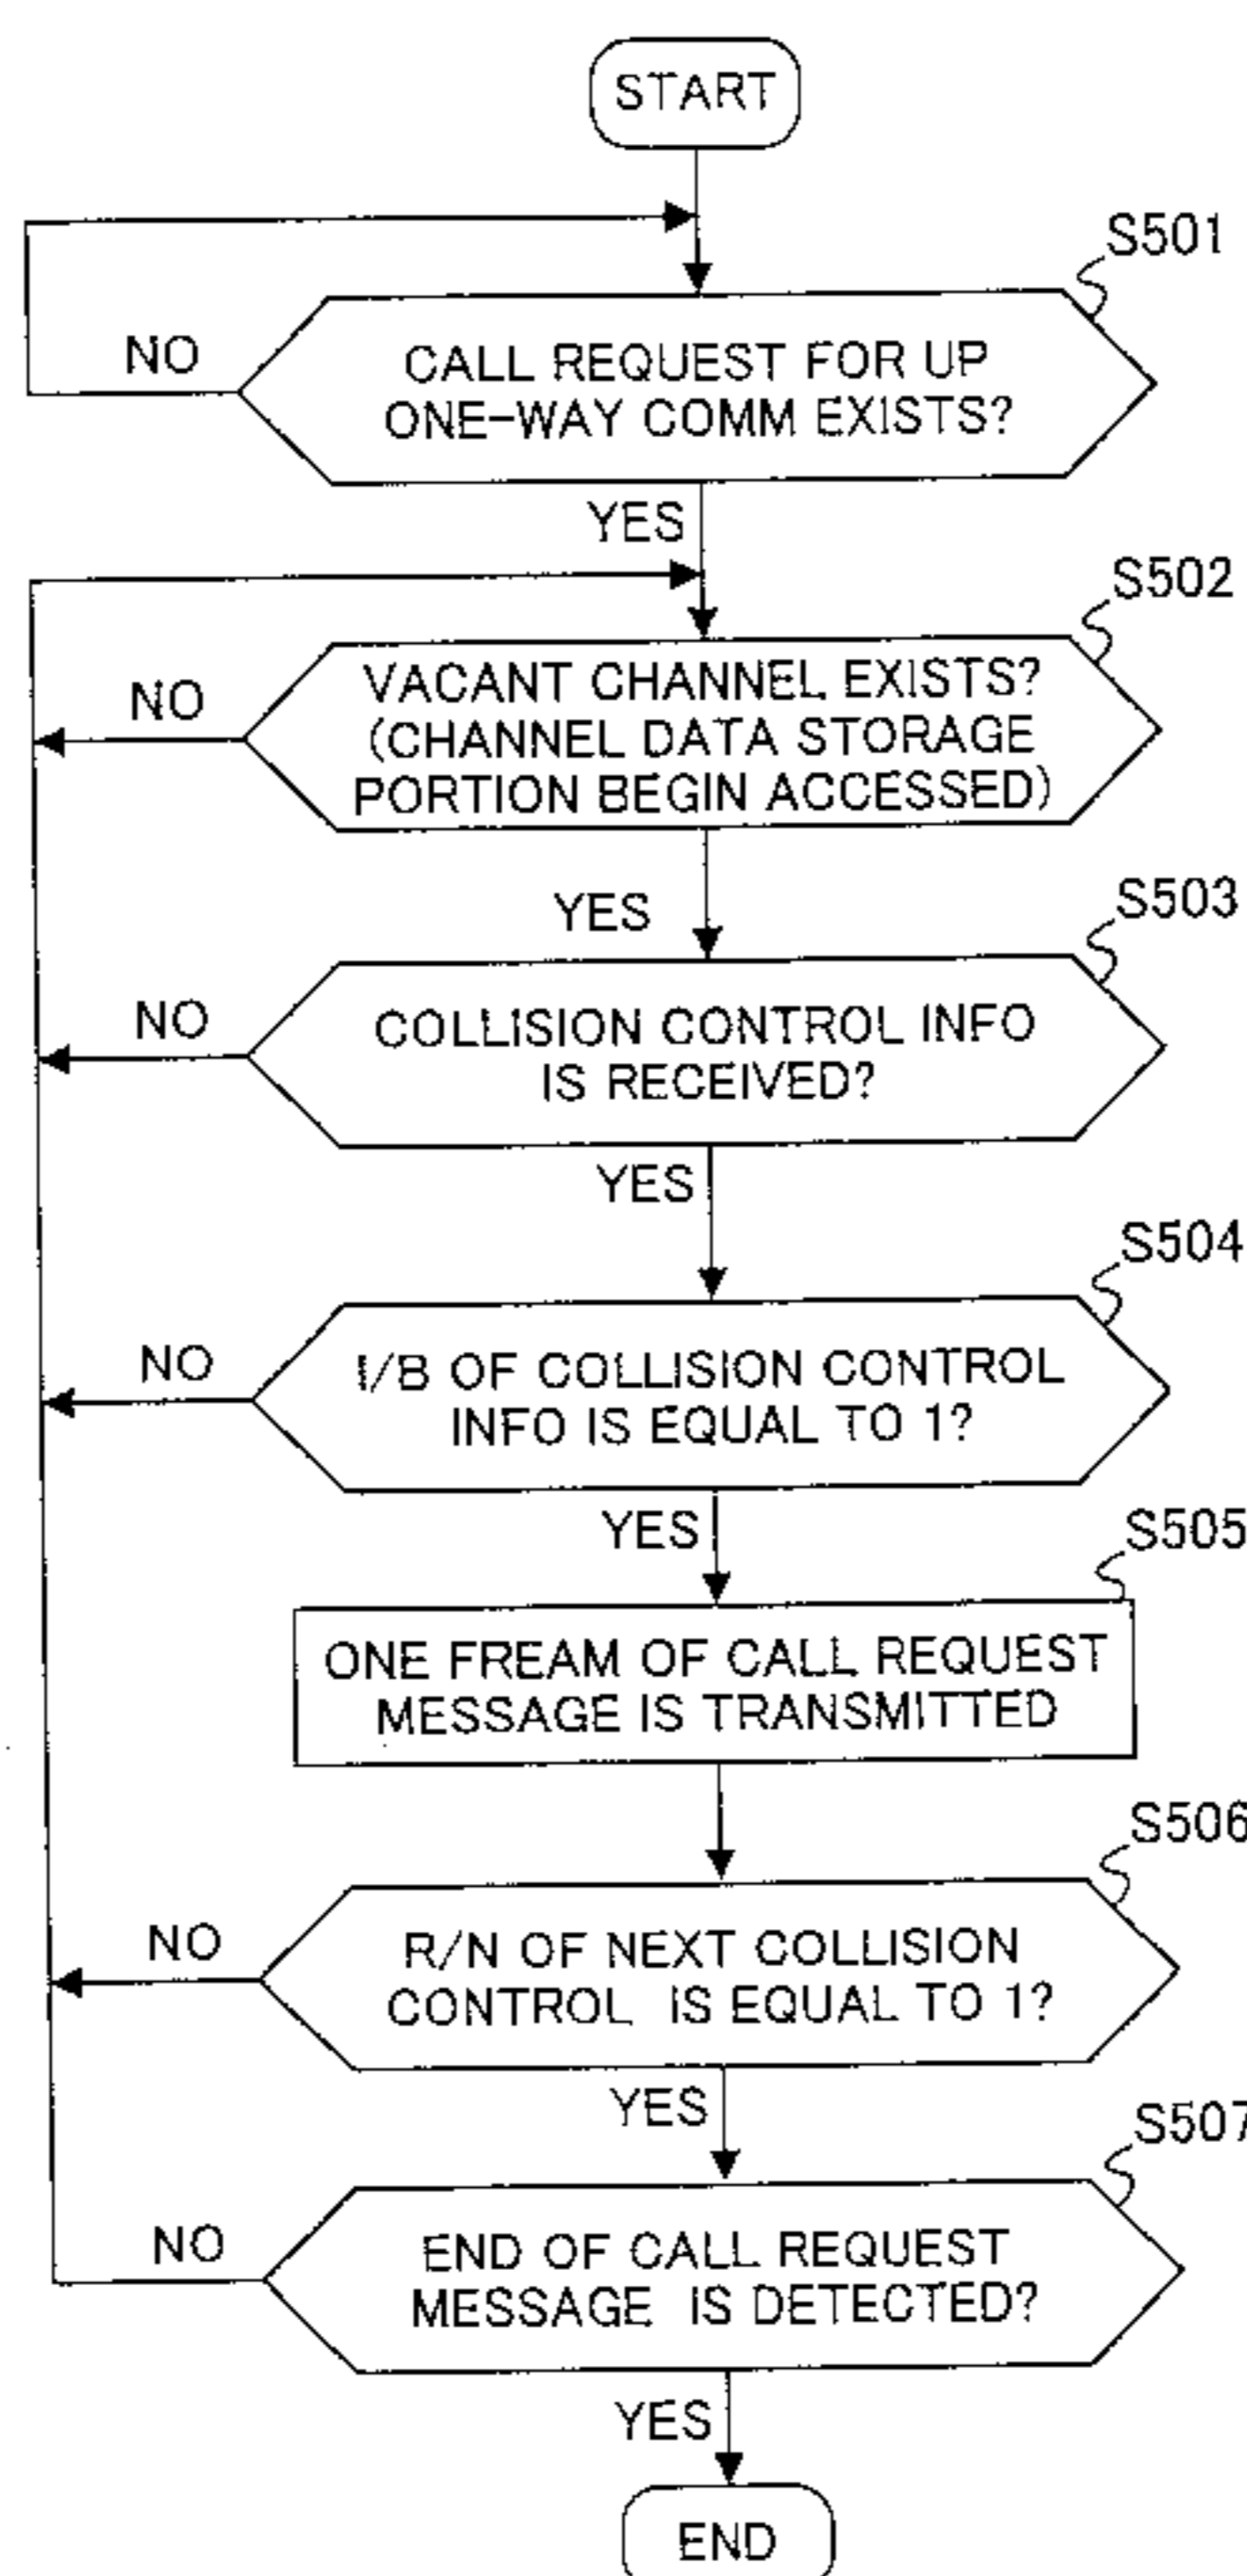 START
S501
NO
CALL REQUEST FOR UP
ONE-WAY COMM EXISTS?
YES
S502
NO
VACANT CHANNEL EXISTS?
(CHANNEL DATA STORAGE
PORTION BEGIN ACCESSED)
YES
S503
NO
COLLISION CONTROL INFO
IS RECEIVED?
YES
S504
NO
I/B OF COLLISION CONTROL
INFO IS EQUAL TO 1?
YES
S505
ONE FREAM OF CALL REQUEST
MESSAGE IS TRANSMITTED
S506
NO
R/N OF NEXT COLLISION
CONTROL IS EQUAL TO 1?
YES
S507
NO
END OF CALL REQUEST
MESSAGE IS DETECTED?
YES
END